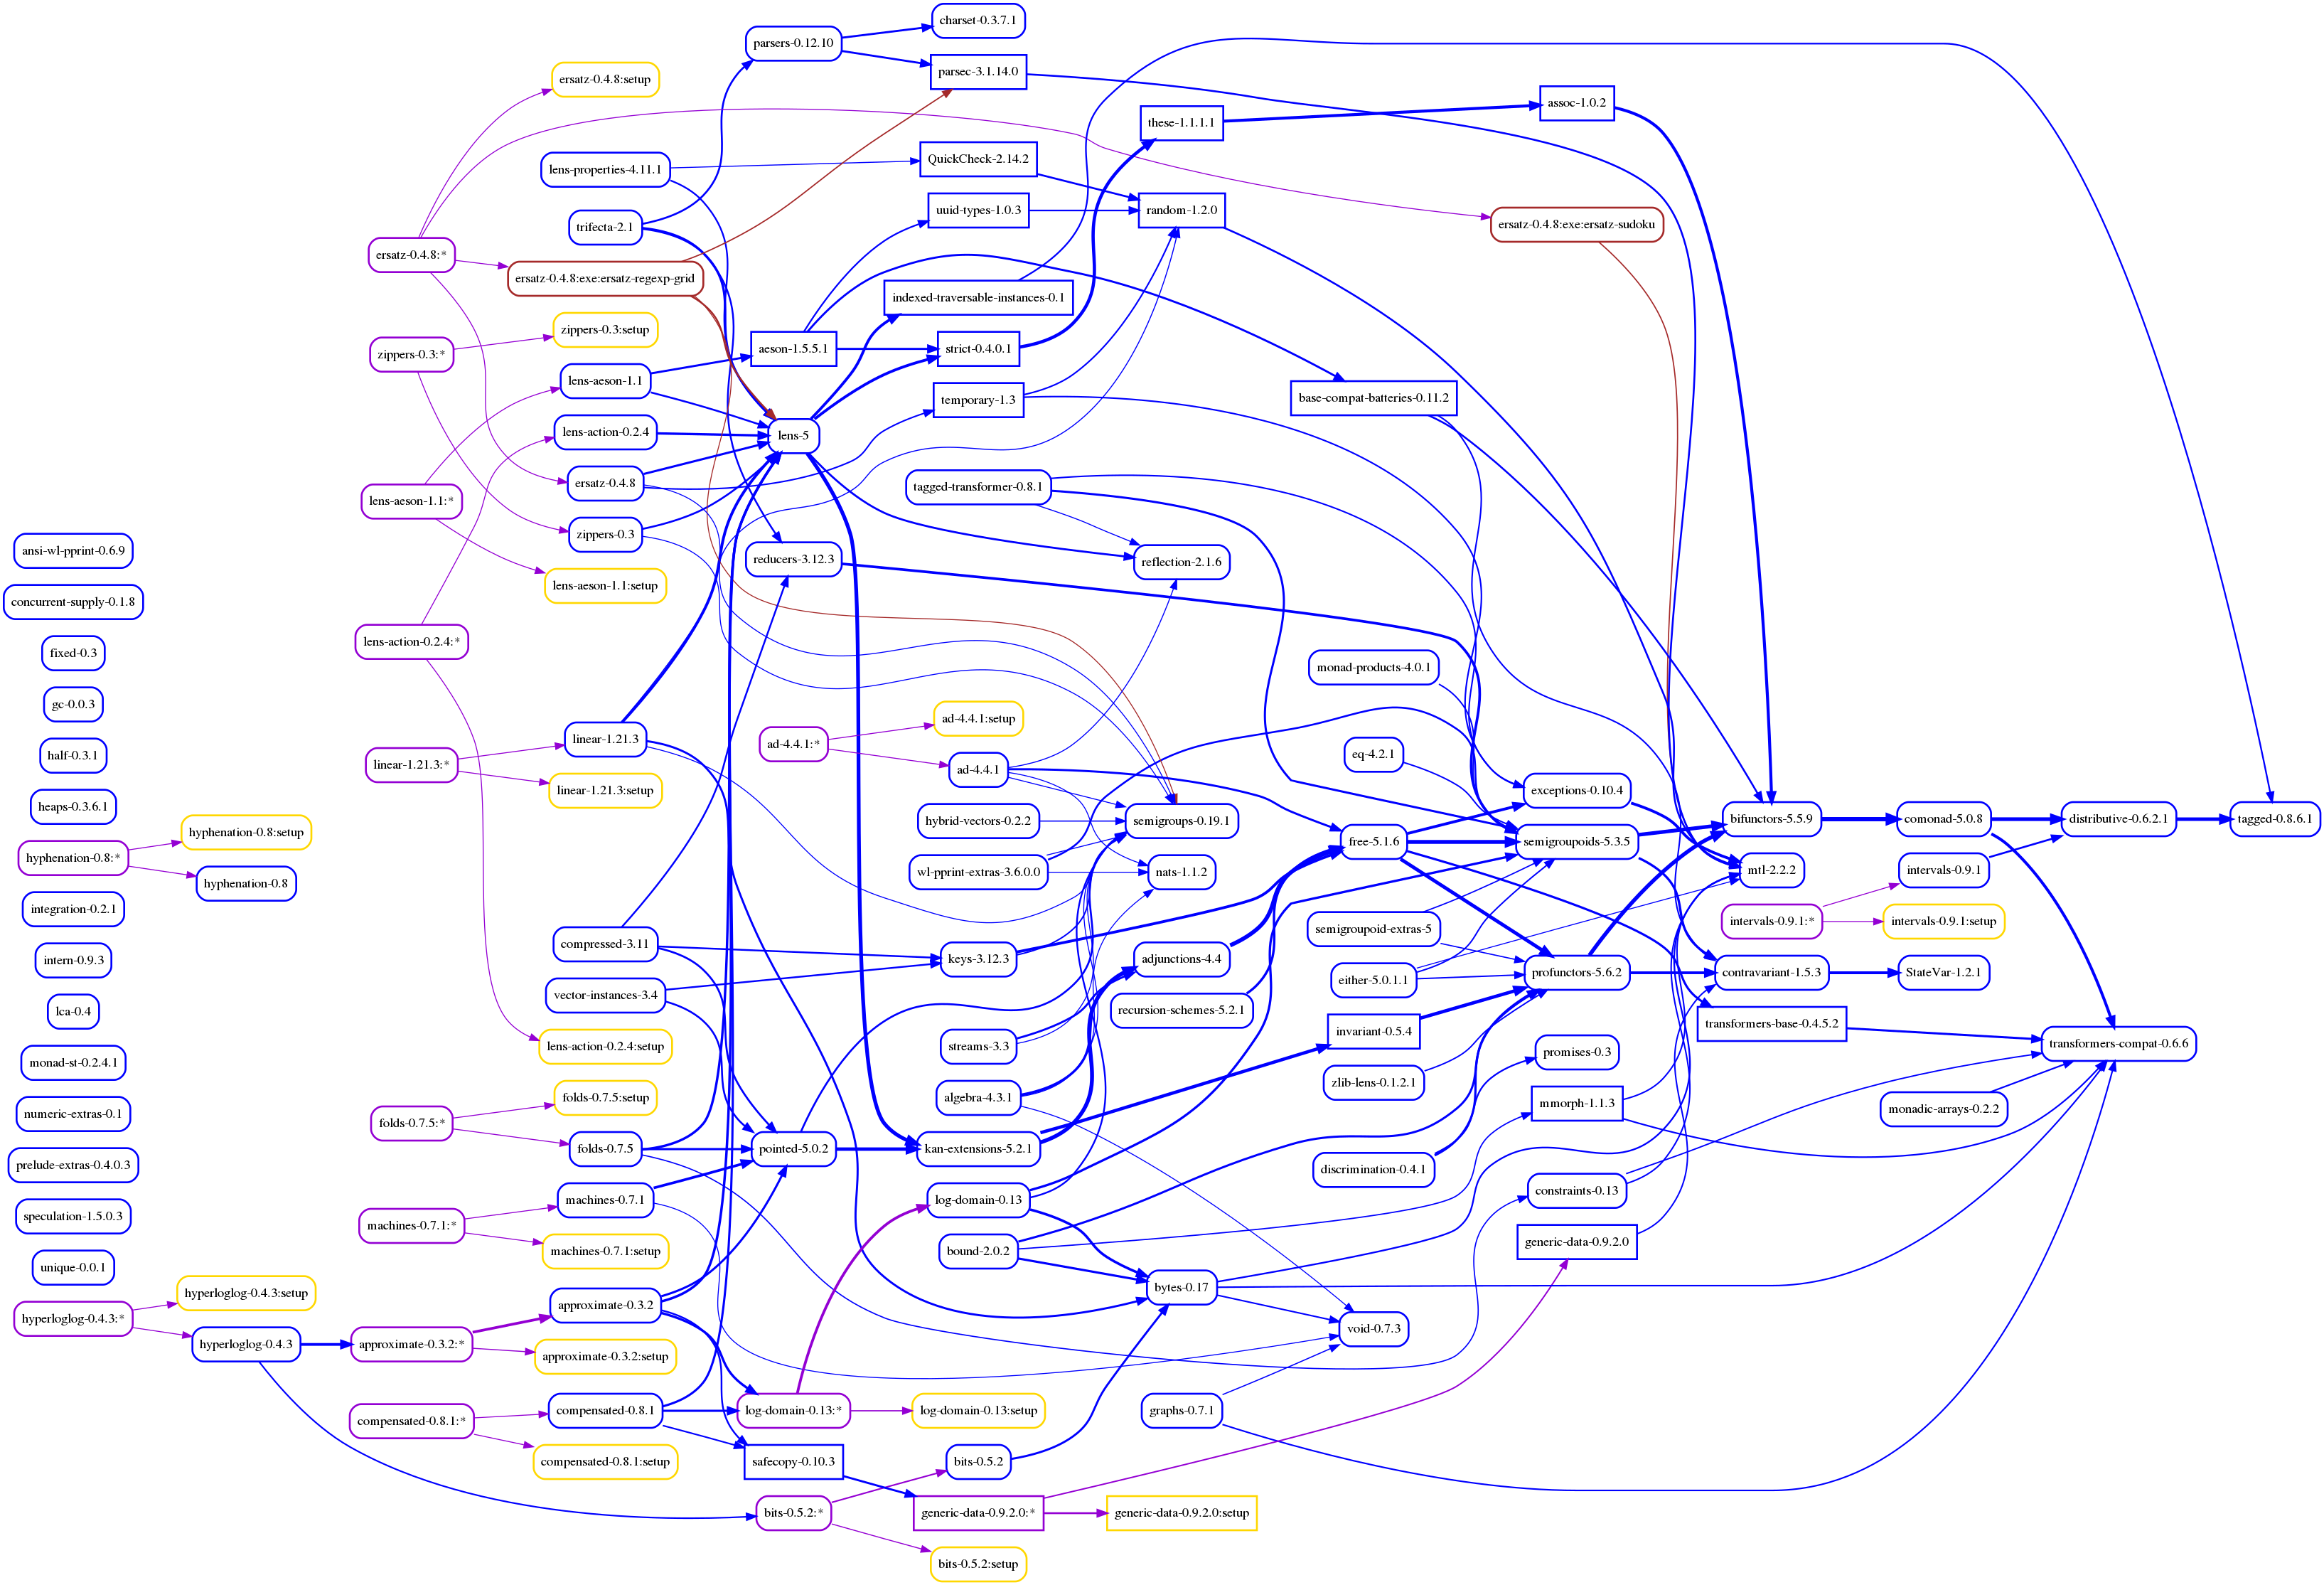 charset-0.3.7.1
parsers-0.12.10
parsec-3.1.14.0
ersatz-0.4.8:setup
assoc-1.0.2
these-1.1.1.1
QuickCheck-2.14.2
lens-properties-4.11.1
uuid-types-1.0.3
random-1.2.0
trifecta-2.1
ersatz-0.4.8:exe:ersatz-sudoku
ersatz-0.4.8:*
ersatz-0.4.8:exe:ersatz-regexp-grid
indexed-traversable-instances-0.1
zippers-0.3:setup
zippers-0.3:*
aeson-1.5.5.1
strict-0.4.0.1
lens-aeson-1.1
temporary-1.3
base-compat-batteries-0.11.2
lens-action-0.2.4
lens-5
ersatz-0.4.8
tagged-transformer-0.8.1
lens-aeson-1.1:*
zippers-0.3
ansi-wl-pprint-0.6.9
reducers-3.12.3
reflection-2.1.6
lens-aeson-1.1:setup
concurrent-supply-0.1.8
lens-action-0.2.4:*
fixed-0.3
monad-products-4.0.1
gc-0.0.3
ad-4.4.1:setup
linear-1.21.3
ad-4.4.1:*
half-0.3.1
linear-1.21.3:*
ad-4.4.1
eq-4.2.1
linear-1.21.3:setup
exceptions-0.10.4
heaps-0.3.6.1
hyphenation-0.8:setup
hybrid-vectors-0.2.2
semigroups-0.19.1
bifunctors-5.5.9
comonad-5.0.8
distributive-0.6.2.1
tagged-0.8.6.1
free-5.1.6
semigroupoids-5.3.5
hyphenation-0.8:*
hyphenation-0.8
wl-pprint-extras-3.6.0.0
nats-1.1.2
mtl-2.2.2
intervals-0.9.1
integration-0.2.1
intervals-0.9.1:*
intervals-0.9.1:setup
semigroupoid-extras-5
compressed-3.11
intern-0.9.3
keys-3.12.3
adjunctions-4.4
either-5.0.1.1
profunctors-5.6.2
contravariant-1.5.3
StateVar-1.2.1
vector-instances-3.4
lca-0.4
recursion-schemes-5.2.1
invariant-0.5.4
transformers-base-0.4.5.2
lens-action-0.2.4:setup
streams-3.3
promises-0.3
transformers-compat-0.6.6
monad-st-0.2.4.1
zlib-lens-0.1.2.1
folds-0.7.5:setup
algebra-4.3.1
mmorph-1.1.3
monadic-arrays-0.2.2
numeric-extras-0.1
folds-0.7.5:*
folds-0.7.5
pointed-5.0.2
kan-extensions-5.2.1
prelude-extras-0.4.0.3
discrimination-0.4.1
constraints-0.13
machines-0.7.1
log-domain-0.13
speculation-1.5.0.3
machines-0.7.1:*
generic-data-0.9.2.0
machines-0.7.1:setup
bound-2.0.2
unique-0.0.1
bytes-0.17
hyperloglog-0.4.3:setup
approximate-0.3.2
hyperloglog-0.4.3:*
void-0.7.3
hyperloglog-0.4.3
approximate-0.3.2:*
approximate-0.3.2:setup
compensated-0.8.1:*
compensated-0.8.1
log-domain-0.13:*
log-domain-0.13:setup
graphs-0.7.1
compensated-0.8.1:setup
safecopy-0.10.3
bits-0.5.2
bits-0.5.2:*
generic-data-0.9.2.0:*
generic-data-0.9.2.0:setup
bits-0.5.2:setup